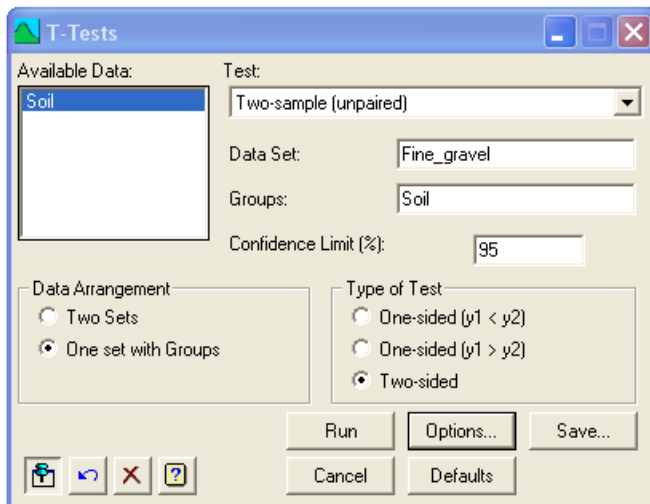 T-Tests
Available Data:
Soil
Test:
Two-sample (unpaired)
Data Set:
Fine_gravel
Groups:
Soil
Confidence Limit (%):
95
Data Arrangement
Two Sets
One set with Groups
Type of Test
One-sided (y1 < y2)
One-sided (y1 > y2)
Two-sided
Run
Options...
Save...
Cancel
Defaults